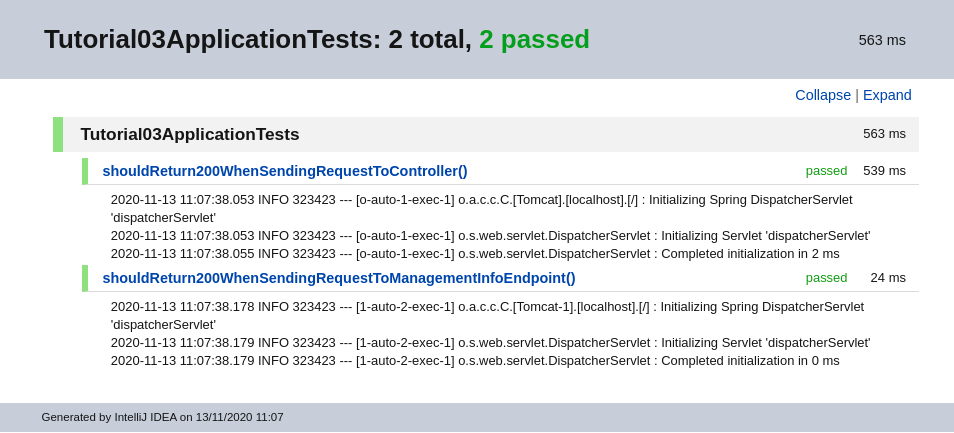 Tutorial03ApplicationTests: 2 total, 2 passed 563 ms
Collapse | Expand
Tutorial03ApplicationTests 563 ms
shouldReturn200WhenSendingRequestToController() passed 539 ms
2020-11-13 11:07:38.053 INFO 323423 --- [o-auto-1-exec-1] o.a.c.c.C.[Tomcat].[localhost].[/] : Initializing Spring DispatcherServlet
'dispatcherServlet'
2020-11-13 11:07:38.053 INFO 323423 --- [o-auto-1-exec-1] o.s.web.servlet.DispatcherServlet : Initializing Servlet 'dispatcherServlet'
2020-11-13 11:07:38.055 INFO 323423 --- [o-auto-1-exec-1] o.s.web.servlet.DispatcherServlet : Completed initialization in 2 ms
shouldReturn200WhenSendingRequestToManagementInfoEndpoint() passed 24 ms
2020-11-13 11:07:38.178 INFO 323423 --- [1-auto-2-exec-1] o.a.c.c.C.[Tomcat-1].[localhost].[/] : Initializing Spring DispatcherServlet
'dispatcherServlet'
2020-11-13 11:07:38.179 INFO 323423 --- [1-auto-2-exec-1] o.s.web.servlet.DispatcherServlet : Initializing Servlet 'dispatcherServlet'
2020-11-13 11:07:38.179 INFO 323423 --- [1-auto-2-exec-1] o.s.web.servlet.DispatcherServlet : Completed initialization in 0 ms
Generated by IntelliJ IDEA on 13/11/2020 11:07